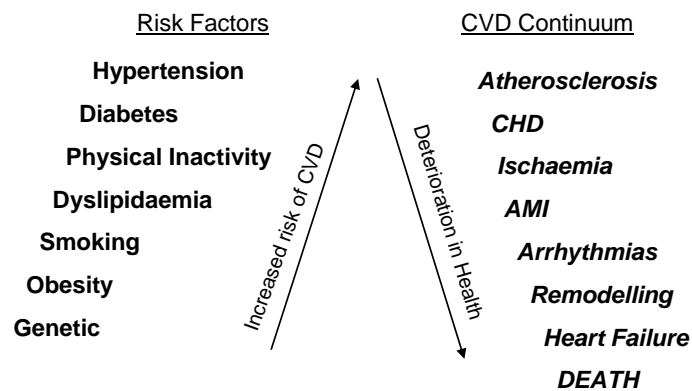 Risk Factors
Hypertension
Diabetes
Physical Inactivity
Dyslipidaemia
Smoking
Obesity
Genetic
Increased risk of CVD
Deterioration in Health
CVD Continuum
Atherosclerosis
CHD
Ischaemia
AMI
Arrhythmias
Remodelling
Heart Failure
DEATH